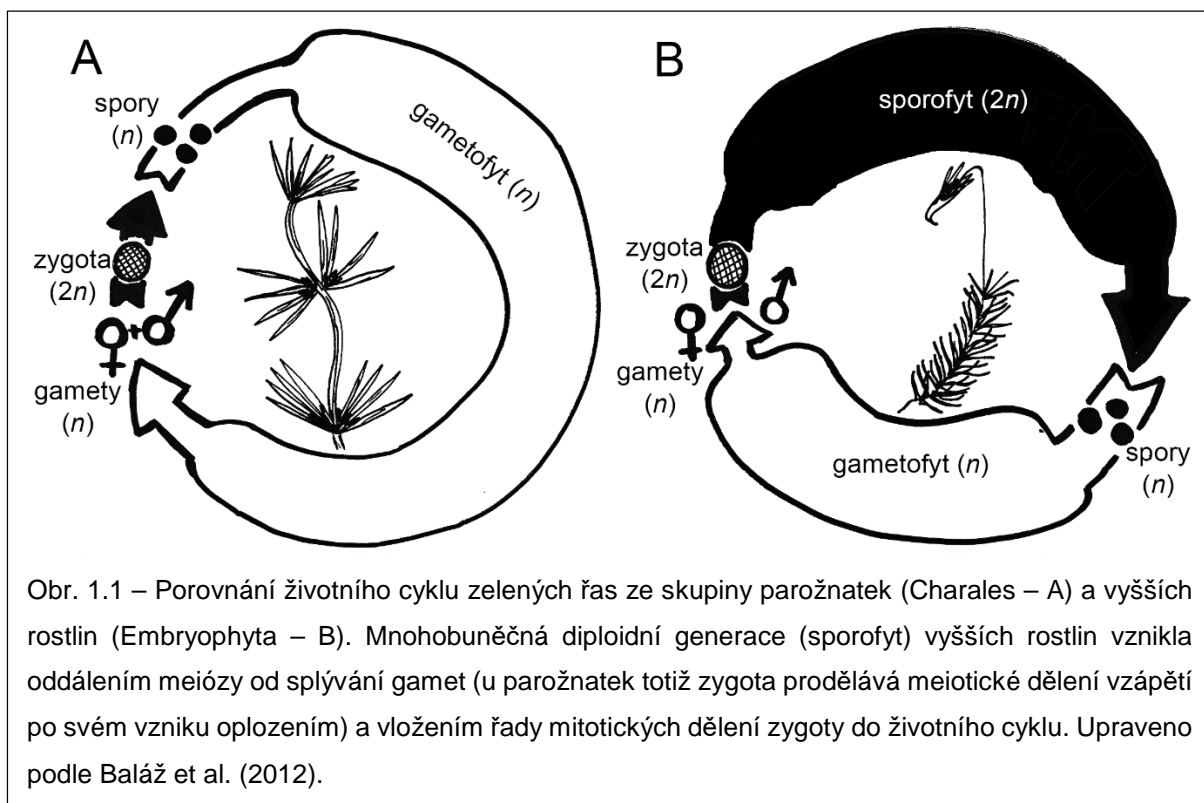 A
spory
(n)
gametofyt (n)
zygota
(2n)
gamety
(n)
B
sporofyt (2n)
zygota
(2n)
gamety
(n)
gametofyt (n)
spory
(n)
Obr. 1.1 – Porovnání životního cyklu zelených řas ze skupiny parožnatek (Charales – A) a vyšších
rostlin (Embryophyta – B). Mnohobuněčná diploidní generace (sporofyt) vyšších rostlin vznikla
oddálením meiózy od splývání gamet (u parožnatek totiž zygota prodělává meiotické dělení vzápětí
po svém vzniku oplozením) a vložením řady mitotických dělení zygoty do životního cyklu. Upraveno
podle Baláž et al. (2012).